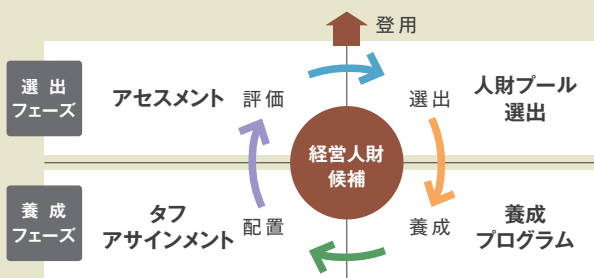 登用
選出
フェーズ
アセスメント
評価
選出
人財プール
選出
経営人財
候補
養成
フェーズ
タフ
アサインメント
配置
養成
養成
プログラム